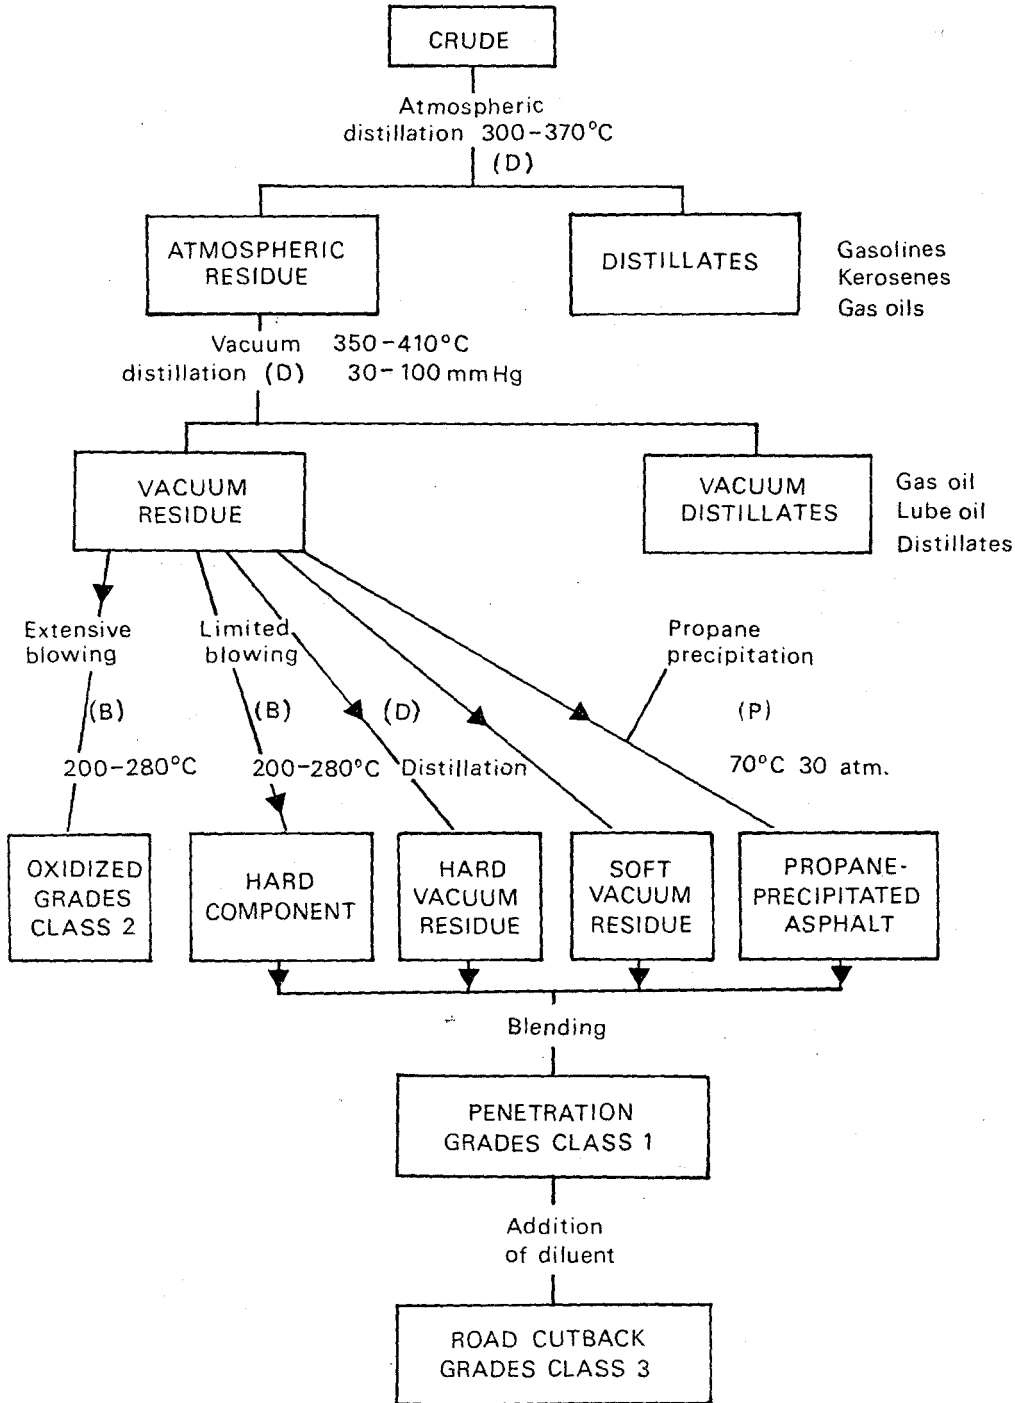 CRUDE
Atmospheric
distillation 300-370°C
(D)
ATMOSPHERIC
RESIDUE
DISTILLATES
Gasolines
Kerosenes
Gas oils
Vacuum 350-410°C
distillation (D) 30-100 mm Hg
VACUUM
RESIDUE
VACUUM
DISTILLATES
Gas oil
Lube oil
Distillates
Extensive
blowing
(B)
200-280°C
Limited
blowing
(B)
200-280°C
(D)
Distillation
Propane
precipitation
(P)
70°C 30 atm.
OXIDIZED
GRADES
CLASS 2
HARD
COMPONENT
HARD
VACUUM
RESIDUE
SOFT
VACUUM
RESIDUE
PROPANE-
PRECIPITATED
ASPHALT
Blending
PENETRATION
GRADES CLASS 1
Addition
of diluent
ROAD CUTBACK
GRADES CLASS 3